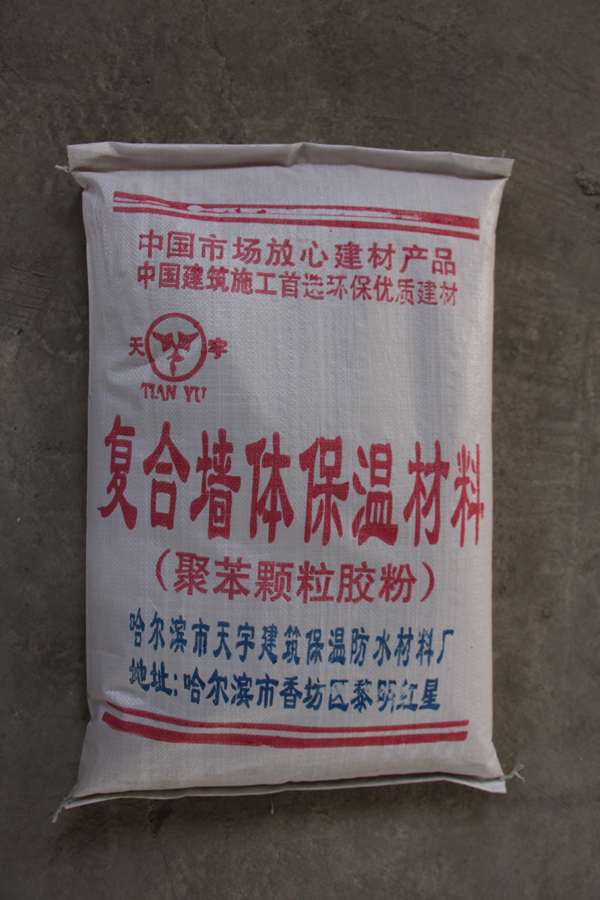 中国市场放心建材产品
中国建筑施工首选环保优质建材
天 宇
TIAN YU
复合墙体保温材料
（聚苯颗粒胶粉）
哈尔滨市天宇建筑保温防水材料厂
地址：哈尔滨市香坊区黎明红星